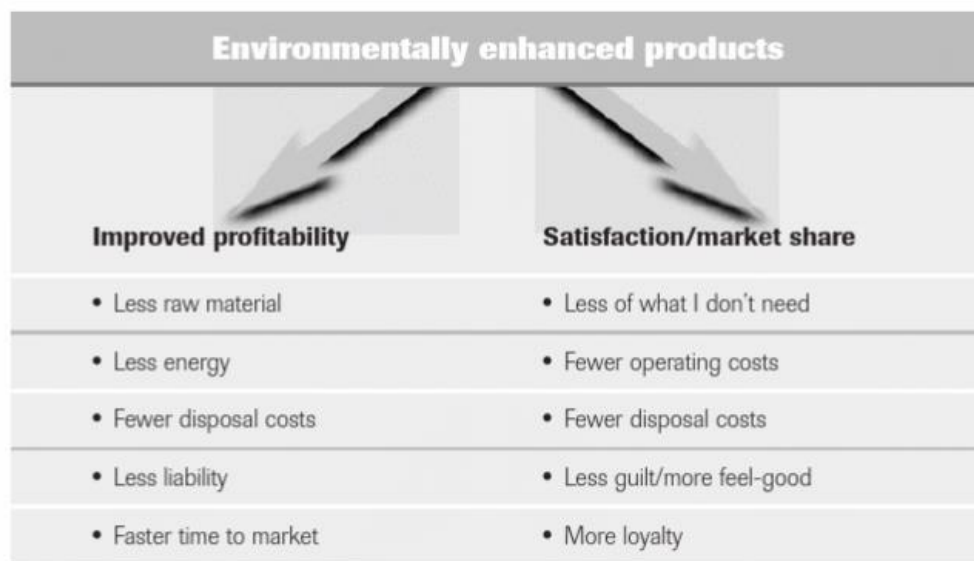 Environmentally enhanced products
Improved profitability Satisfaction/market share
• Less raw material • Less of what I don't need
• Less energy • Fewer operating costs
• Fewer disposal costs • Fewer disposal costs
• Less liability • Less guilt/more feel-good
• Faster time to market • More loyalty